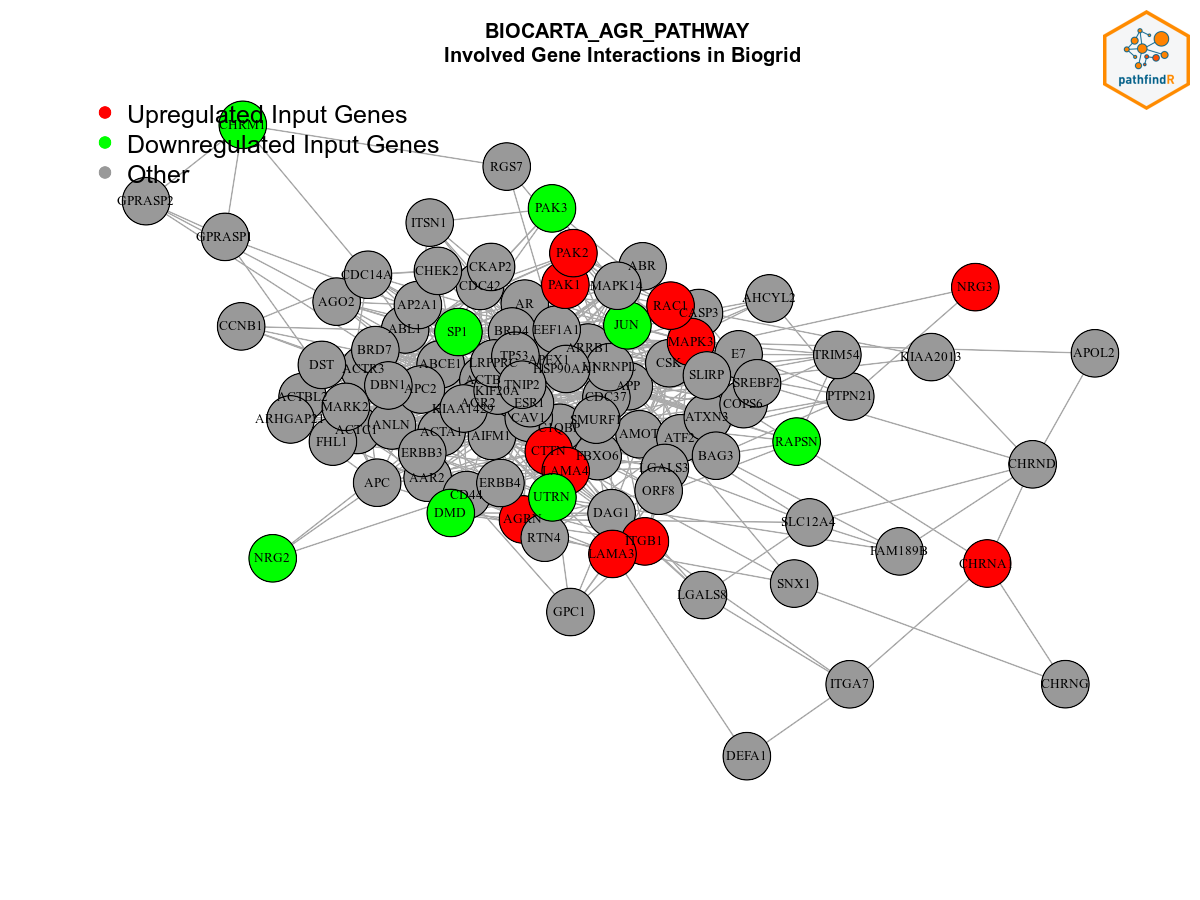 BIOCARTA_AGR_PATHWAY
Involved Gene Interactions in Biogrid
pathfindR
Upregulated Input Genes
CHRM1
Downregulated Input Genes
RGS7
Other
GPRASP2
PAK3
ITSN1
GPRASP1
PAK2
ABR
CKAP2
CHEK2
CDC14A
CDC42
PAK1
MAPK14
NRG3
AHCYL2
AGO2
AP2A1
AR
RAC1
CASP3
CCNB1
ABL1
SP1
BRD4
EEF1A1
JUN
MAPK3
BRD7
ARRB1
E7
TRIM54
KIAA2013
APOL2
DST
ACTR3
ABCE1
LRPPRC
TP53
APEX1
HSP90AB1
HNRNPL
CSK
SLIRP
SREBF2
DBN1
APC2
ACTB
TNIP2
KIF20A
APP
CDC37
PTPN21
ACTBL2
MARK2
KIAA1429
AGR2
ESR1
COPS6
ARHGAP21
ACTC1
ANLN
CAV1
C1QBP
SMURF1
ATXN3
FHL1
ACTA1
AIFM1
AMOT
ATF2
RAPSN
ERBB3
CTTN
FBXO6
BAG3
CHRND
APC
AAR2
LAMA4
LGALS3
CD44
ERBB4
UTRN
ORF8
DMD
AGRN
DAG1
SLC12A4
RTN4
ITGB1
LAMA3
FAM189B
NRG2
CHRNA
SNX1
LGALS8
GPC1
ITGA7
CHRNG
DEFA1